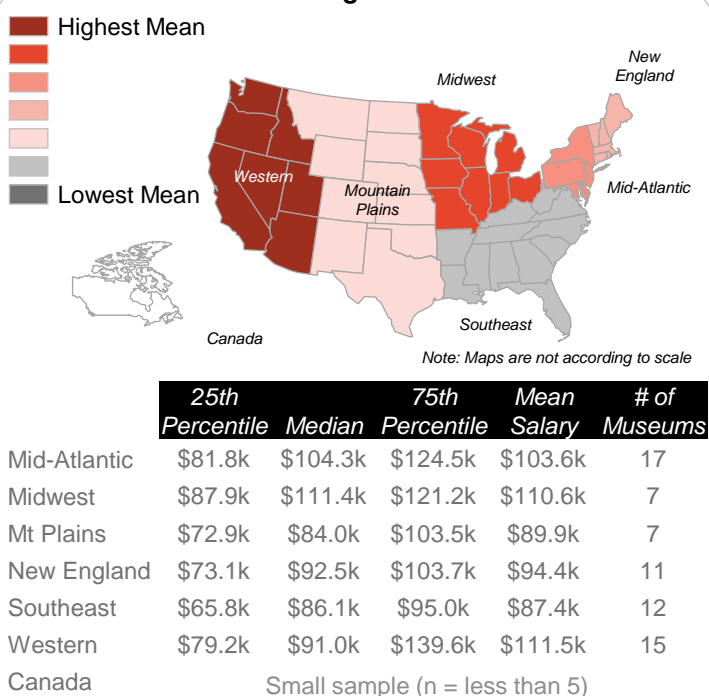 Highest Mean
Lowest Mean
New
England
Midwest
Western
Mountain
Plains
Mid-Atlantic
Southeast
Canada
Note: Maps are not according to scale
25th Percentile Median 75th Percentile Mean Salary # of Museums
Mid-Atlantic $81.8k $104.3k $124.5k $103.6k 17
Midwest $87.9k $111.4k $121.2k $110.6k 7
Mt Plains $72.9k $84.0k $103.5k $89.9k 7
New England $73.1k $92.5k $103.7k $94.4k 11
Southeast $65.8k $86.1k $95.0k $87.4k 12
Western $79.2k $91.0k $139.6k $111.5k 15
Canada Small sample (n = less than 5)